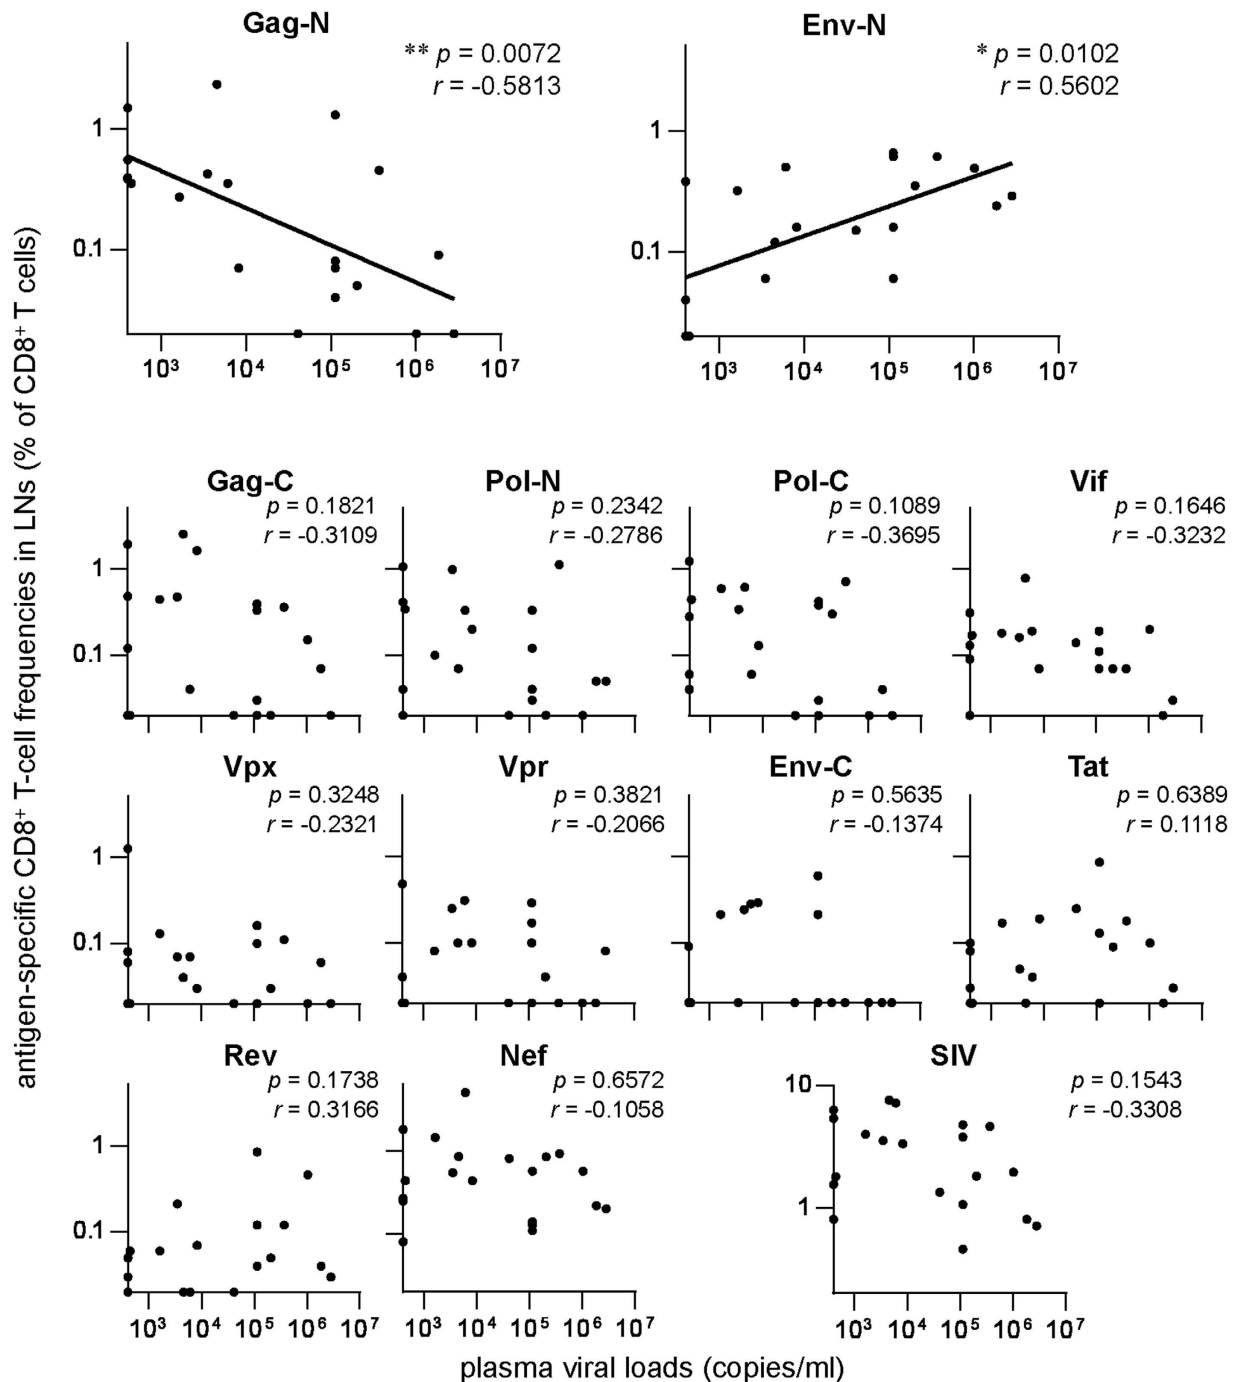 Gag-N
** p = 0.0072
r = -0.5813
1
0.1
10³ 10⁴ 10⁵ 10⁶ 10⁷
Env-N
* p = 0.0102
r = 0.5602
1
0.1
10³ 10⁴ 10⁵ 10⁶ 10⁷
antigen-specific CD8⁺ T-cell frequencies in LNs (% of CD8⁺ T cells)
Gag-C
p = 0.1821
r = -0.3109
1
0.1
Pol-N
p = 0.2342
r = -0.2786
Pol-C
p = 0.1089
r = -0.3695
Vif
p = 0.1646
r = -0.3232
Vpx
p = 0.3248
r = -0.2321
1
0.1
Vpr
p = 0.3821
r = -0.2066
Env-C
p = 0.5635
r = -0.1374
Tat
p = 0.6389
r = 0.1118
Rev
p = 0.1738
r = 0.3166
1
0.1
10³ 10⁴ 10⁵ 10⁶ 10⁷
Nef
p = 0.6572
r = -0.1058
10³ 10⁴ 10⁵ 10⁶ 10⁷
SIV
p = 0.1543
r = -0.3308
10
1
10³ 10⁴ 10⁵ 10⁶ 10⁷
plasma viral loads (copies/ml)